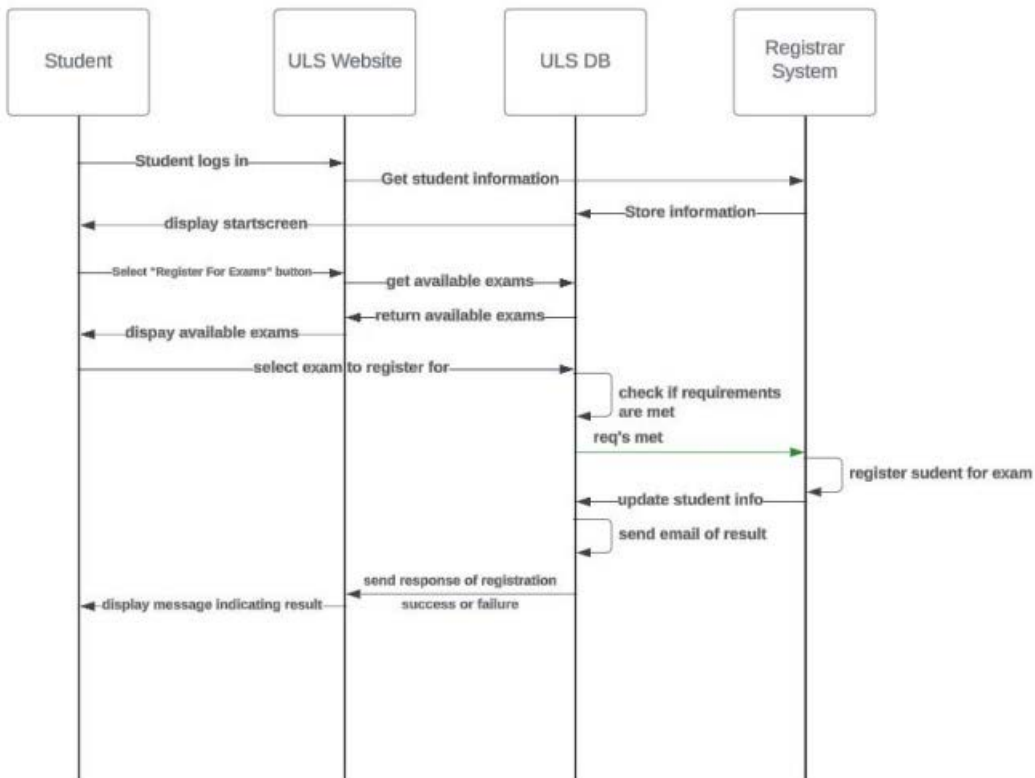 Student
ULS Website
ULS DB
Registrar
System
Student logs in
Get student information
Store information
display startscreen
Select "Register For Exams" button
get available exams
return available exams
dispay available exams
select exam to register for
check if requirements
are met
req's met
register sudent for exam
update student info
send email of result
send response of registration
success or failure
display message indicating result